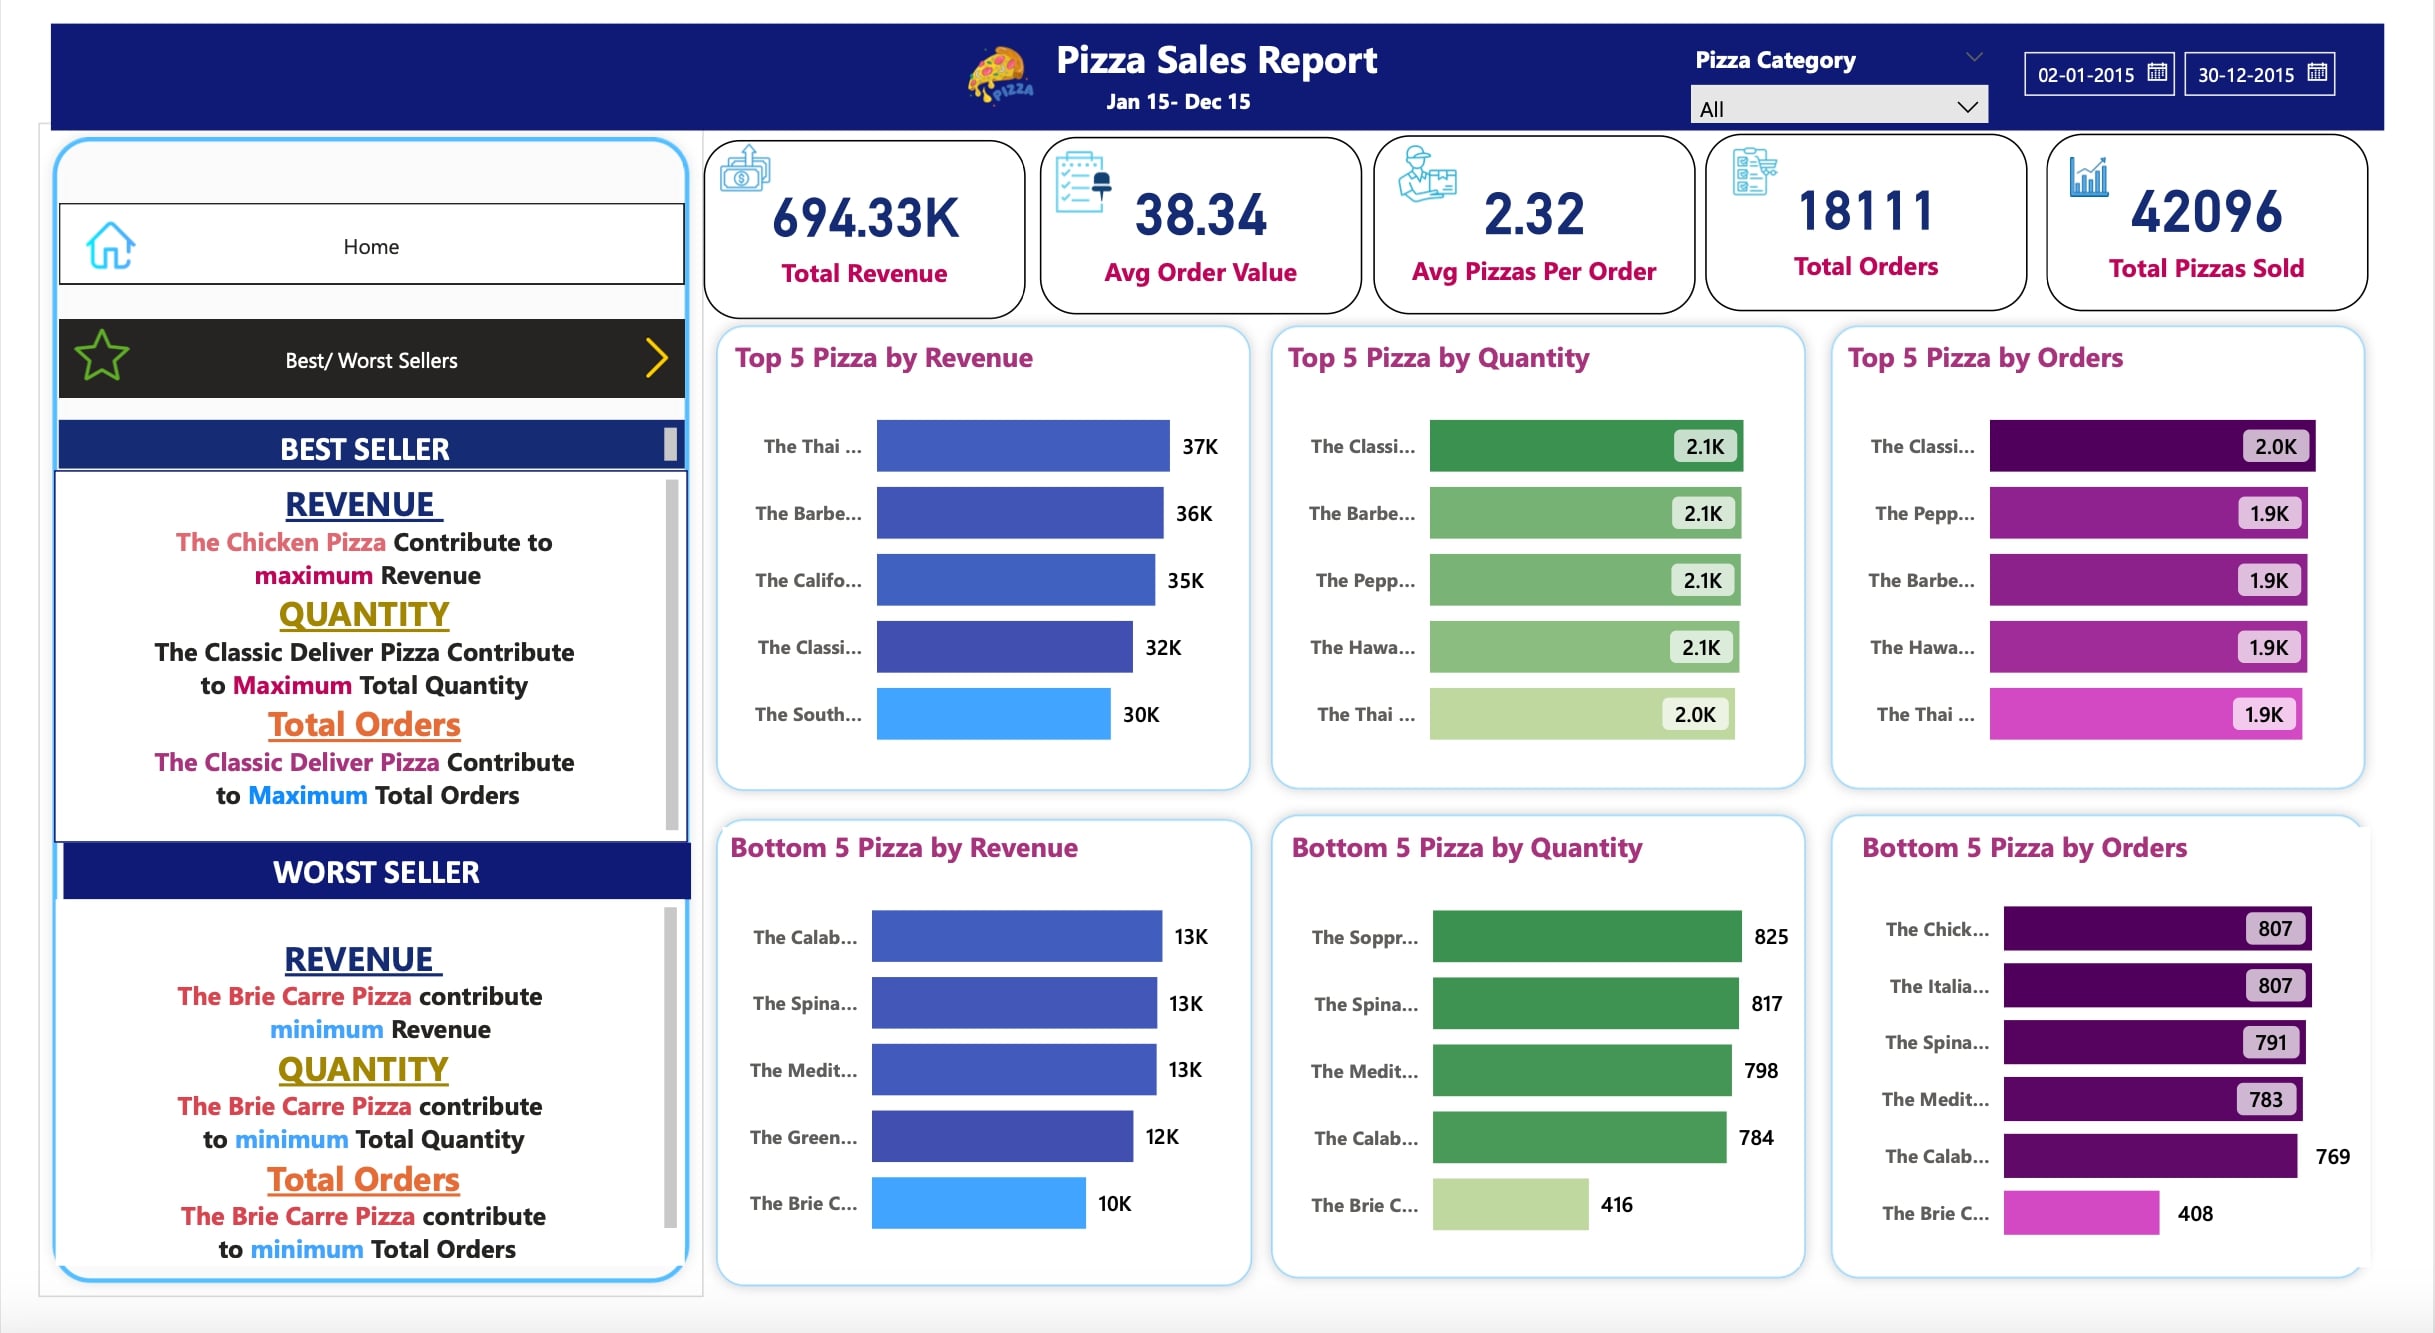 PIZZA
Pizza Sales Report
Jan 15- Dec 15
Pizza Category
All
02-01-2015
30-12-2015
Home
Best/ Worst Sellers
BEST SELLER
REVENUE
The Chicken Pizza Contribute to
maximum Revenue
QUANTITY
The Classic Deliver Pizza Contribute
to Maximum Total Quantity
Total Orders
The Classic Deliver Pizza Contribute
to Maximum Total Orders
WORST SELLER
REVENUE
The Brie Carre Pizza contribute
minimum Revenue
QUANTITY
The Brie Carre Pizza contribute
to minimum Total Quantity
Total Orders
The Brie Carre Pizza contribute
to minimum Total Orders
694.33K
Total Revenue
38.34
Avg Order Value
2.32
Avg Pizzas Per Order
18111
Total Orders
42096
Total Pizzas Sold
Top 5 Pizza by Revenue
The Thai ... 37K
The Barbe... 36K
The Califo... 35K
The Classi... 32K
The South... 30K
Top 5 Pizza by Quantity
The Classi... 2.1K
The Barbe... 2.1K
The Pepp... 2.1K
The Hawa... 2.1K
The Thai ... 2.0K
Top 5 Pizza by Orders
The Classi... 2.0K
The Pepp... 1.9K
The Barbe... 1.9K
The Hawa... 1.9K
The Thai ... 1.9K
Bottom 5 Pizza by Revenue
The Calab... 13K
The Spina... 13K
The Medit... 13K
The Green... 12K
The Brie C... 10K
Bottom 5 Pizza by Quantity
The Soppr... 825
The Spina... 817
The Medit... 798
The Calab... 784
The Brie C... 416
Bottom 5 Pizza by Orders
The Chick... 807
The Italia... 807
The Spina... 791
The Medit... 783
The Calab... 769
The Brie C... 408